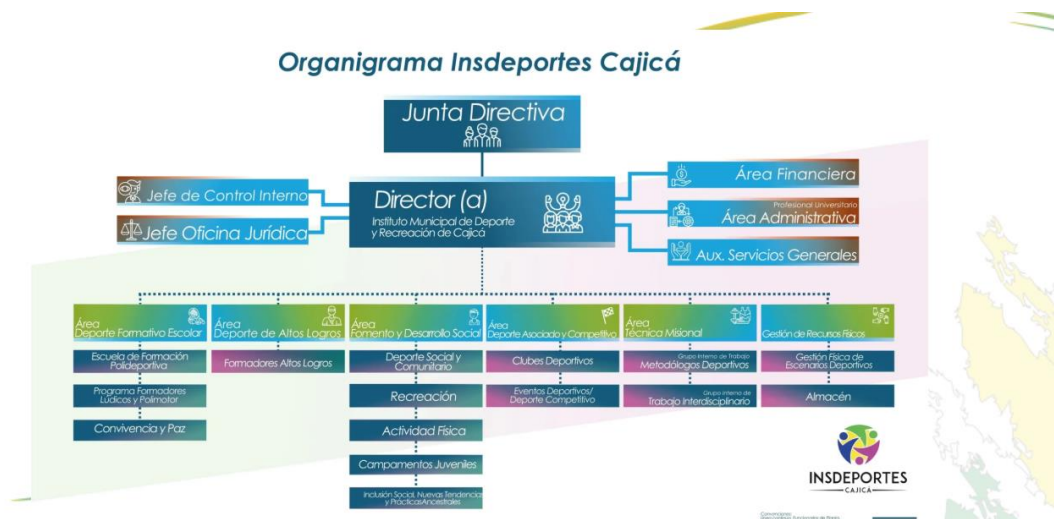 Organigrama Insdeportes Cajicá
Junta Directiva
Jefe de Control Interno
Jefe Oficina Jurídica
Director (a)
Instituto Municipal de Deporte
y Recreación de Cajicá
Área Financiera
Profesional Universitario
Área Administrativa
Aux. Servicios Generales
Área
Deporte Formativo Escolar
Escuela de Formación
Polideportiva
Programa Formadores
Lúdicos y Polimotor
Convivencia y Paz
Área
Deporte de Altos Logros
Formadores Altos Logros
Área
Fomento y Desarrollo Social
Deporte Social y
Comunitario
Recreación
Actividad Física
Campamentos Juveniles
Inclusión Social, Nuevas Tendencias
y Prácticas Ancestrales
Área
Deporte Asociado y Competitivo
Clubes Deportivos
Eventos Deportivos/
Deporte Competitivo
Área
Técnica Misional
Grupo Interno de Trabajo
Metodólogos Deportivos
Grupo Interno de
Trabajo Interdisciplinario
Gestión de Recursos Físicos
Gestión Física de
Escenarios Deportivos
Almacén
INSDEPORTES
CAJICA
Convenciones: